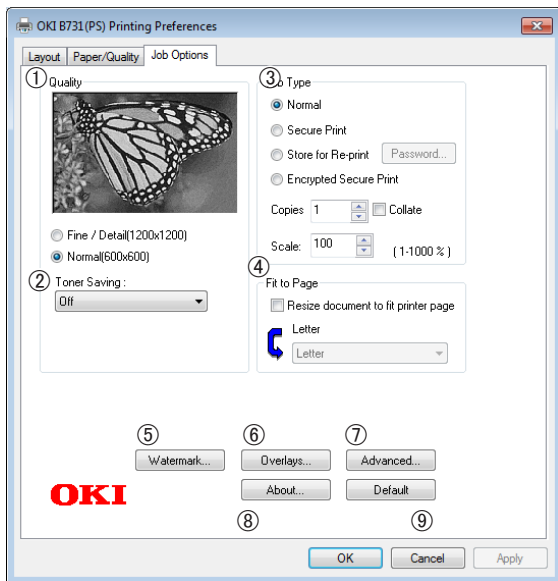 OKI B731(PS) Printing Preferences
Layout Paper/Quality Job Options
① Quality
Fine / Detail(1200x1200)
Normal(600x600)
② Toner Saving :
Off
③ Job Type
Normal
Secure Print
Store for Re-print Password...
Encrypted Secure Print
Copies 1 Collate
Scale: 100 ( 1-1000 % )
④
Fit to Page
Resize document to fit printer page
Letter
Letter
⑤ ⑥ ⑦
Watermark... Overlays... Advanced...
OKI About... Default
⑧ ⑨
OK Cancel Apply